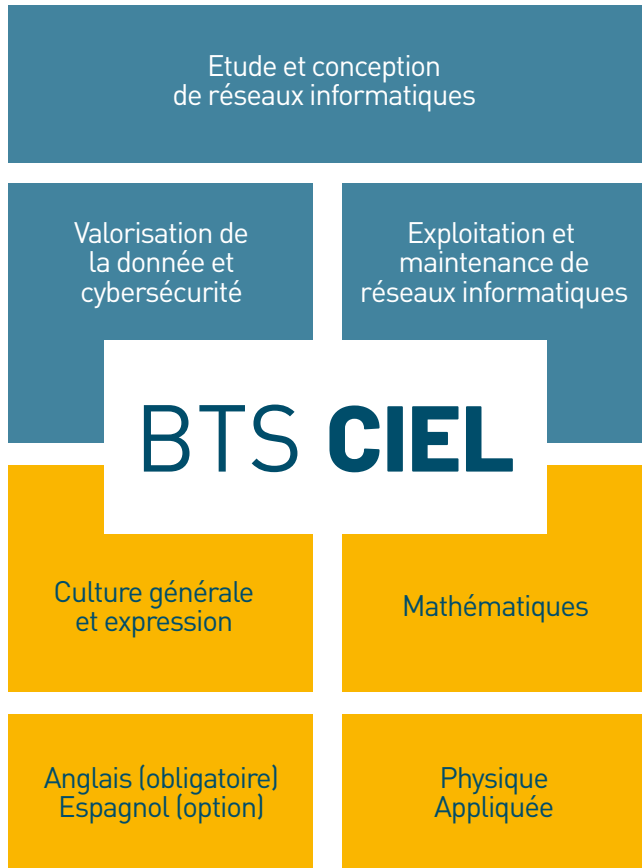 Etude et conception
de réseaux informatiques
Valorisation de
la donnée et
cybersécurité
Exploitation et
maintenance de
réseaux informatiques
BTS CIEL
Culture générale
et expression
Mathématiques
Anglais (obligatoire)
Espagnol (option)
Physique
Appliquée